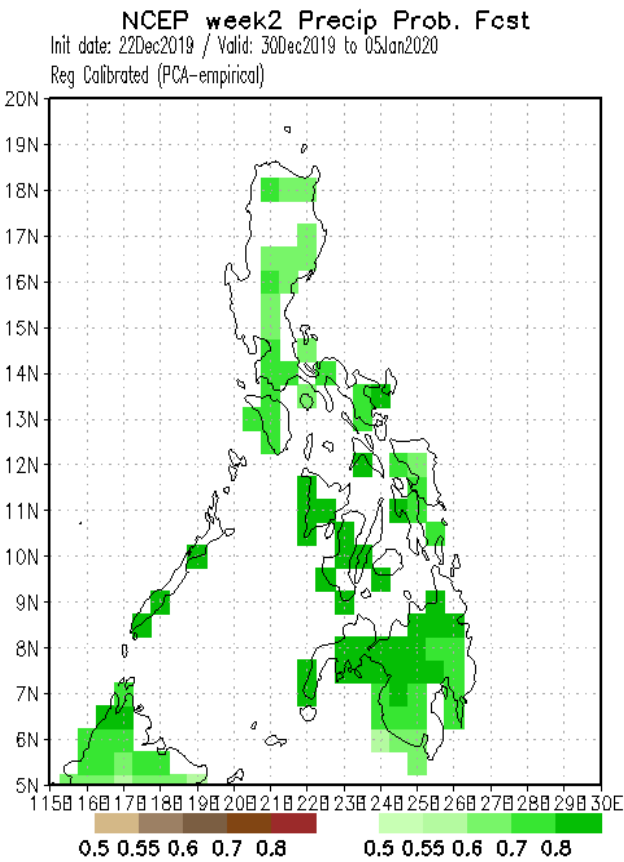 NCEP week2 Precip Prob. Fcst
Init date: 22Dec2019 / Valid: 30Dec2019 to 05Jan2020
Reg Calibrated (PCA-empirical)
20N
19N
18N
17N
16N
15N
14N
13N
12N
11N
10N
9N
8N
7N
6N
5N
115E 116E 117E 118E 119E 120E 121E 122E 123E 124E 125E 126E 127E 128E 129E 130E
0.5 0.55 0.6 0.7 0.8 0.5 0.55 0.6 0.7 0.8